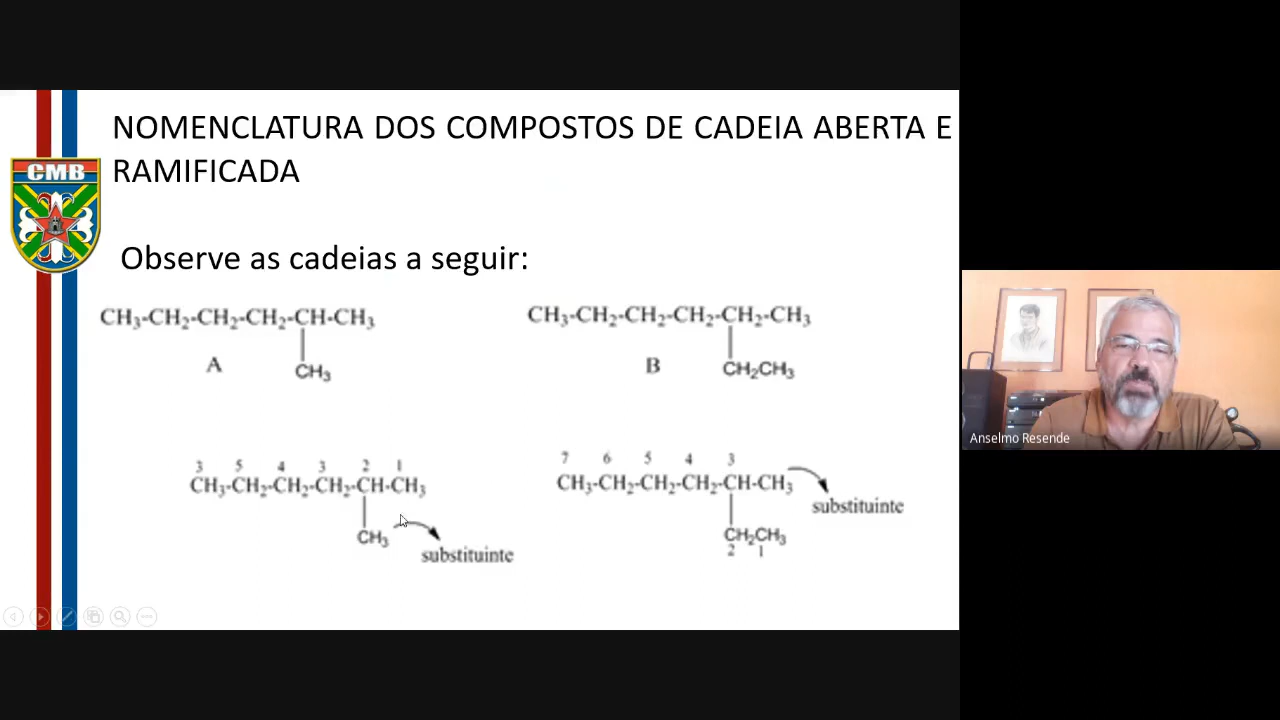 NOMENCLATURA DOS COMPOSTOS DE CADEIA ABERTA E
RAMIFICADA
CMB
Observe as cadeias a seguir:
CH₃-CH₂-CH₂-CH₂-CH-CH₃
A
CH₃
CH₃-CH₂-CH₂-CH₂-CH₂-CH₃
B
CH₂CH₃
3 5 4 3 2 1
CH₃-CH₂-CH₂-CH₂-CH-CH₃
CH₃
substituinte
7 6 5 4 3
CH₃-CH₂-CH₂-CH₂-CH-CH₃
substituinte
CH₂CH₃
2 1
Anselmo Resende